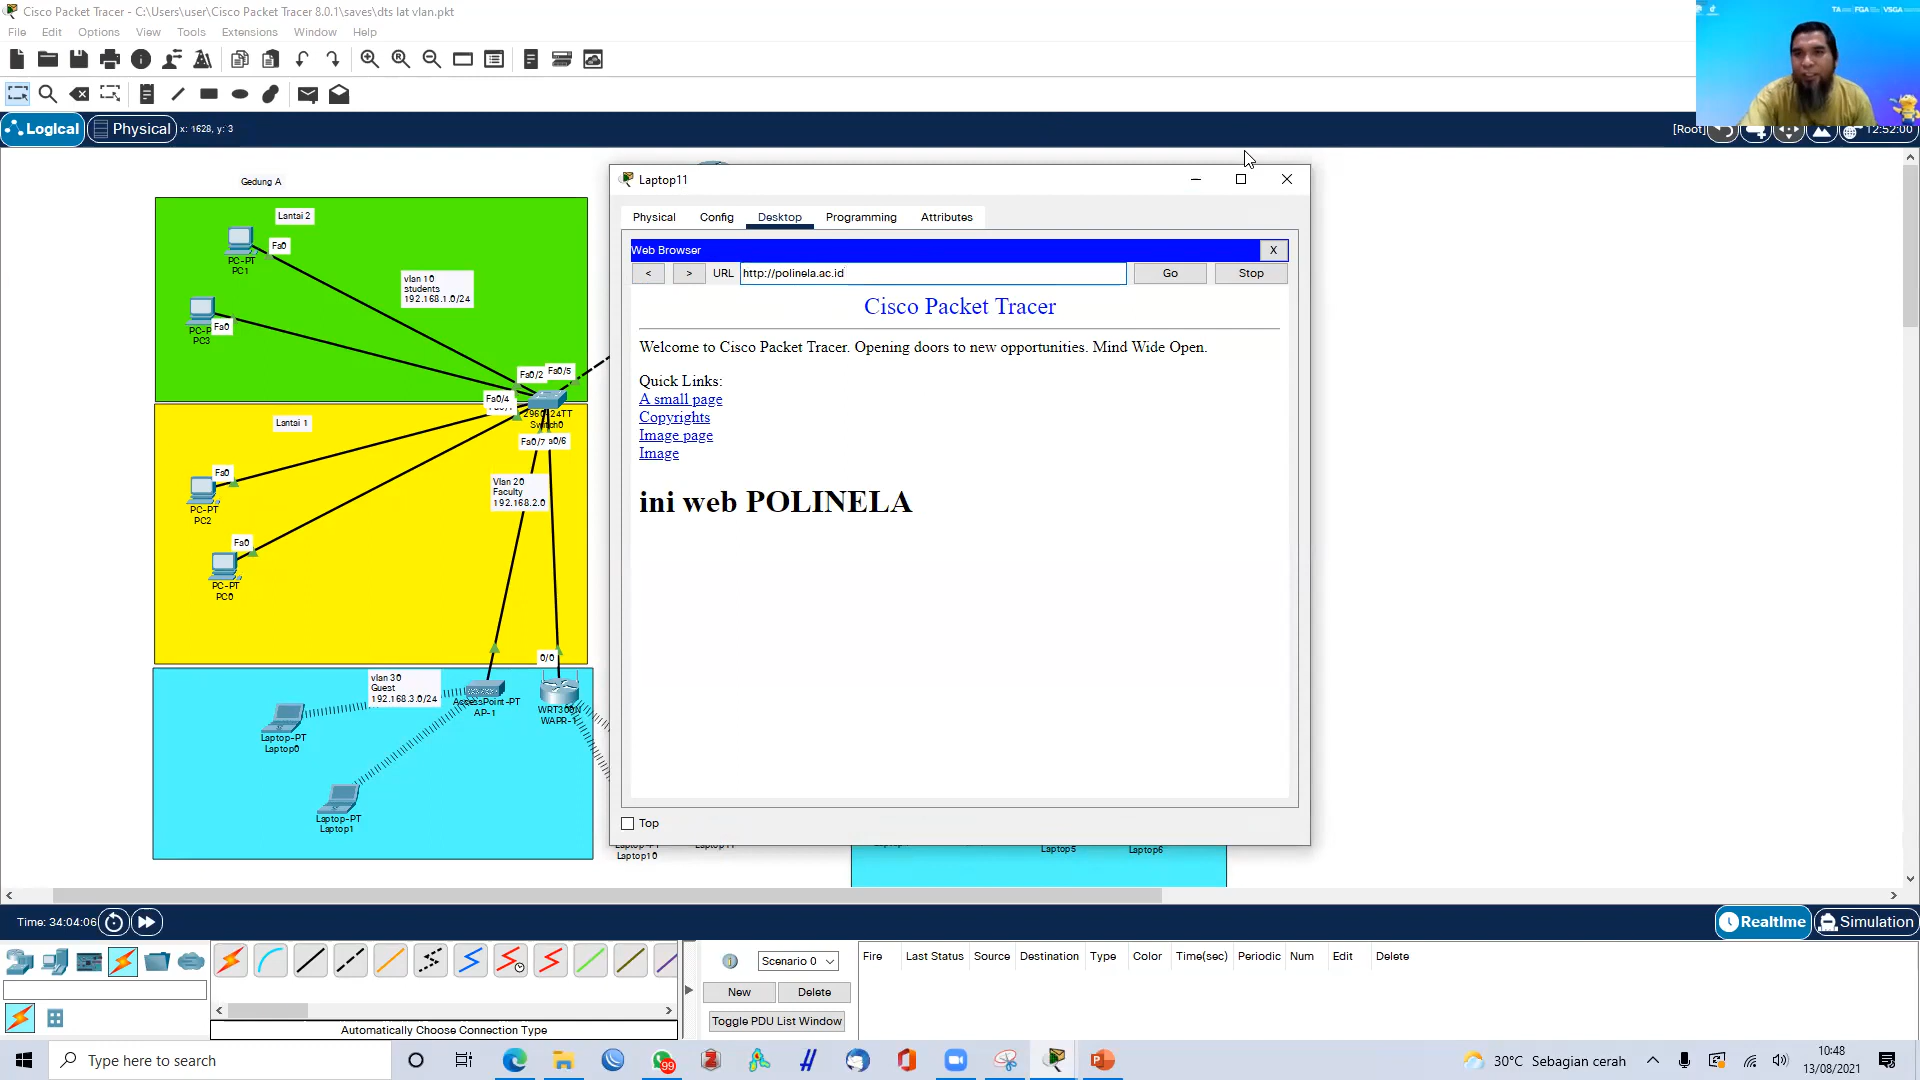 Cisco Packet Tracer - C:\Users\user\Cisco Packet Tracer 8.0.1\saves\dts lat vlan.pkt
File Edit Options View Tools Extensions Window Help
TA FGA VSGA
Logical Physical x: 1628, y: 3 [Root] 12:52:00
Gedung A
Lantai 2
Fa0
PC-PT
PC1
vlan 10
students
192.168.1.0/24
Fa0
PC3
Fa0/2 Fa0/5
Fa0/4
2960-24TT
Switch0
Fa0/7
Lantai 1
Fa0
PC-PT
PC2
Vlan 20
Faculty
192.168.2.0
Fa0
PC-PT
PC0
0/0
vlan 30
Guest
192.168.3.0/24
AccessPoint-PT
AP-1
WRT300N
WAPR-1
Laptop-PT
Laptop0
Laptop-PT
Laptop1
Laptop11
Physical Config Desktop Programming Attributes
Web Browser X
< > URL http://polinela.ac.id Go Stop
Cisco Packet Tracer
Welcome to Cisco Packet Tracer. Opening doors to new opportunities. Mind Wide Open.
Quick Links:
A small page
Copyrights
Image page
Image
ini web POLINELA
Top
Laptop10
Laptop5
Laptop6
Time: 34:04:06 Realtime Simulation
Scenario 0
New Delete
Toggle PDU List Window
Fire Last Status Source Destination Type Color Time(sec) Periodic Num Edit Delete
Automatically Choose Connection Type
Type here to search
99
30°C Sebagian cerah
10:48
13/08/2021